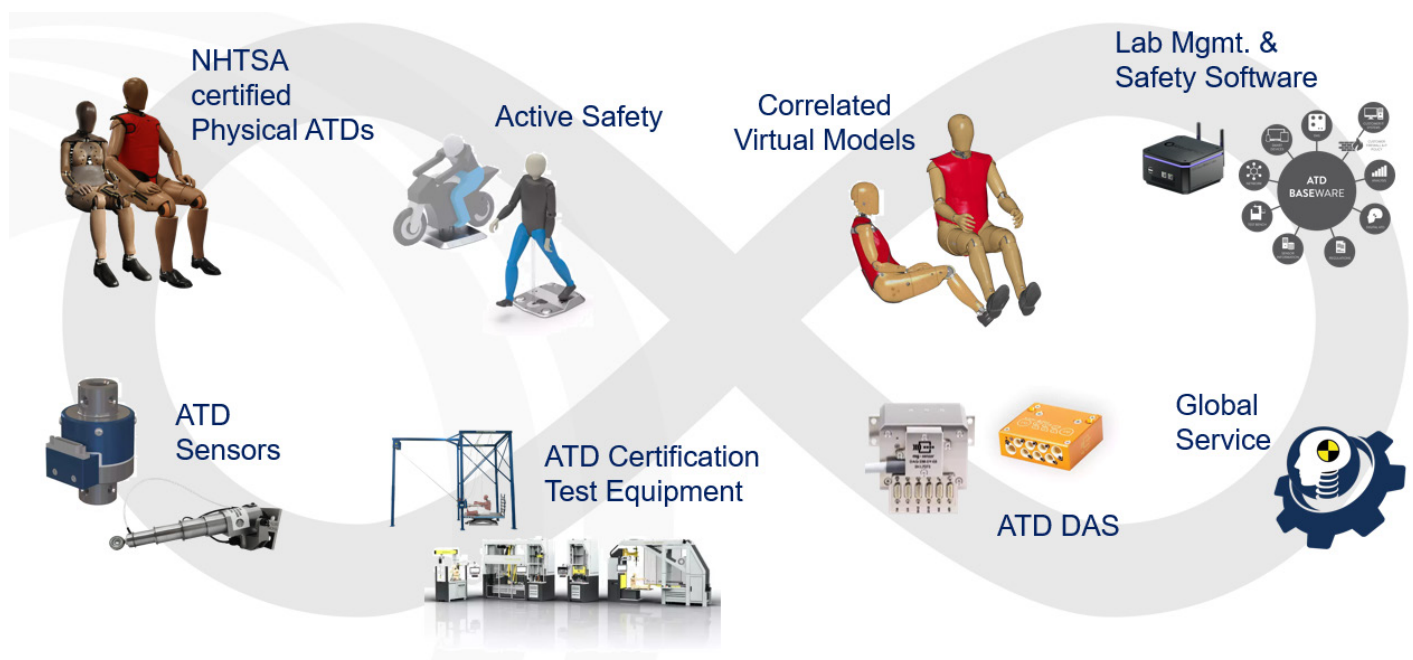 NHTSA
certified
Physical ATDs
Active Safety
Correlated
Virtual Models
Lab Mgmt. &
Safety Software
ATD
BASEWARE
ATD
Sensors
ATD Certification
Test Equipment
ATD DAS
Global
Service